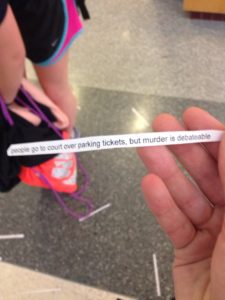 people go to court over parking tickets, but murder is debateable